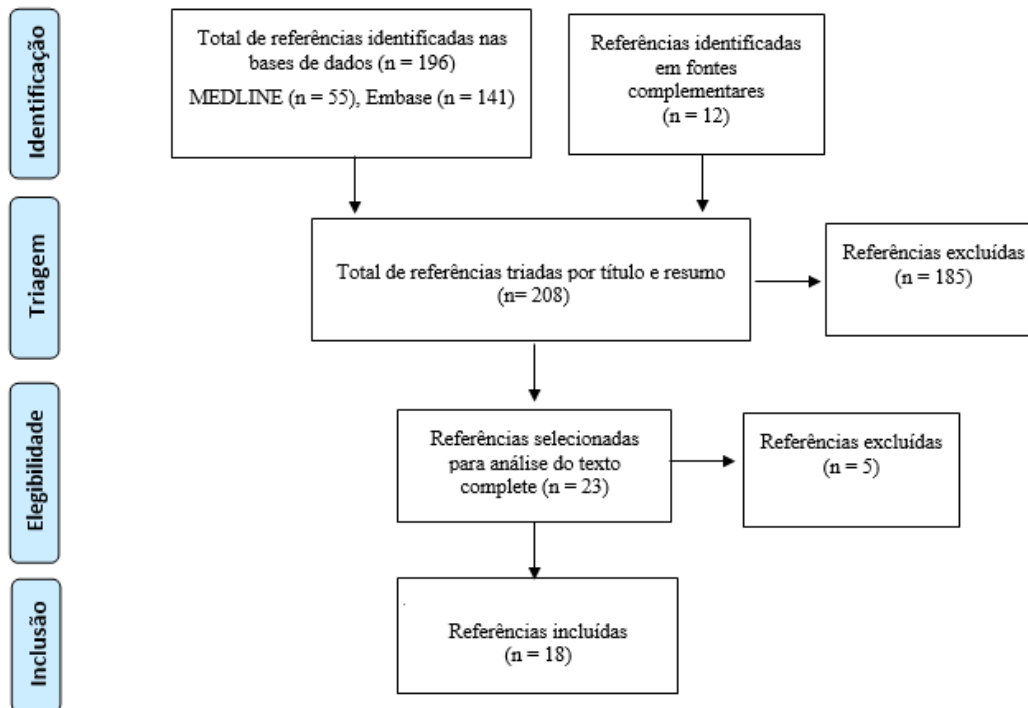 Identificação
Total de referências identificadas nas
bases de dados (n = 196)
MEDLINE (n = 55), Embase (n = 141)
Referências identificadas
em fontes
complementares
(n = 12)
Triagem
Total de referências triadas por título e resumo
(n= 208)
Referências excluídas
(n = 185)
Elegibilidade
Referências selecionadas
para análise do texto
complete (n = 23)
Referências excluídas
(n = 5)
Inclusão
Referências incluídas
(n = 18)